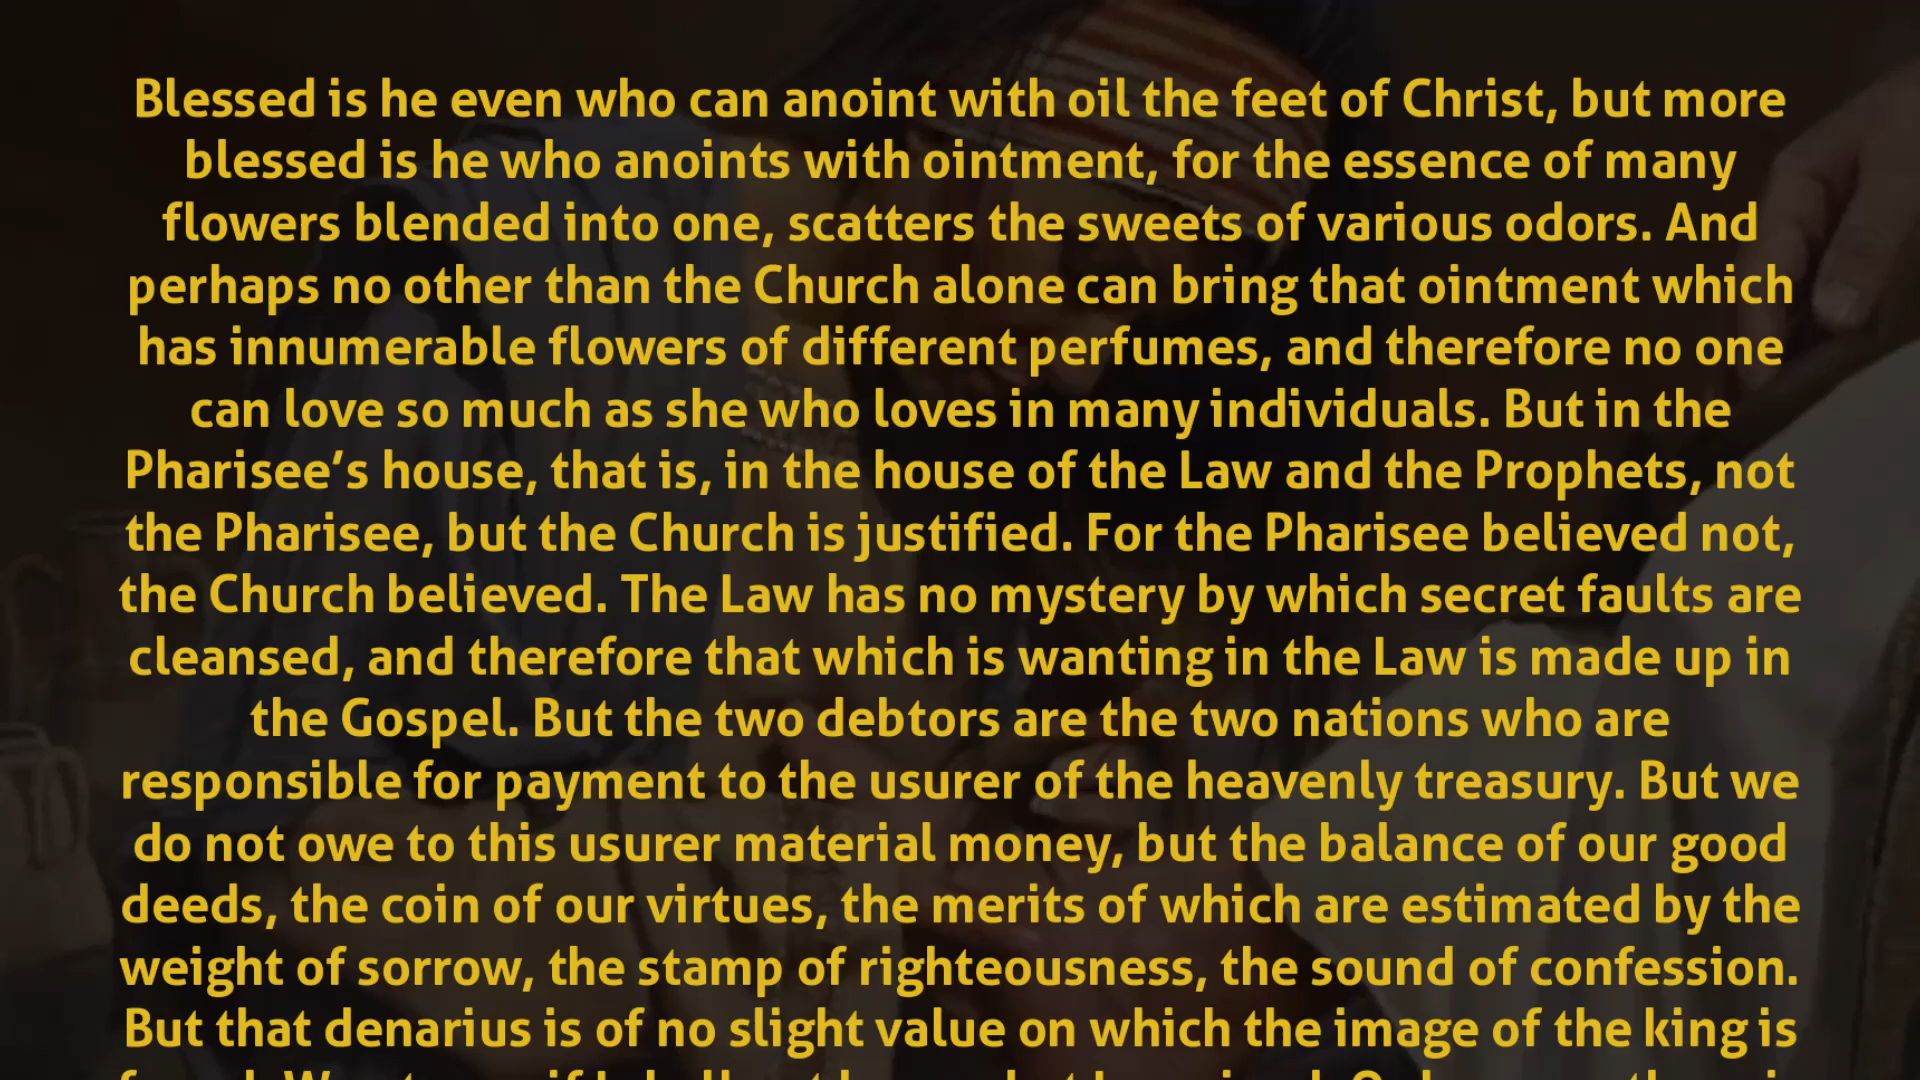 Blessed is he even who can anoint with oil the feet of Christ, but more
blessed is he who anoints with ointment, for the essence of many
flowers blended into one, scatters the sweets of various odors. And
perhaps no other than the Church alone can bring that ointment which
has innumerable flowers of different perfumes, and therefore no one
can love so much as she who loves in many individuals. But in the
Pharisee’s house, that is, in the house of the Law and the Prophets, not
the Pharisee, but the Church is justified. For the Pharisee believed not,
the Church believed. The Law has no mystery by which secret faults are
cleansed, and therefore that which is wanting in the Law is made up in
the Gospel. But the two debtors are the two nations who are
responsible for payment to the usurer of the heavenly treasury. But we
do not owe to this usurer material money, but the balance of our good
deeds, the coin of our virtues, the merits of which are estimated by the
weight of sorrow, the stamp of righteousness, the sound of confession.
But that denarius is of no slight value on which the image of the king is